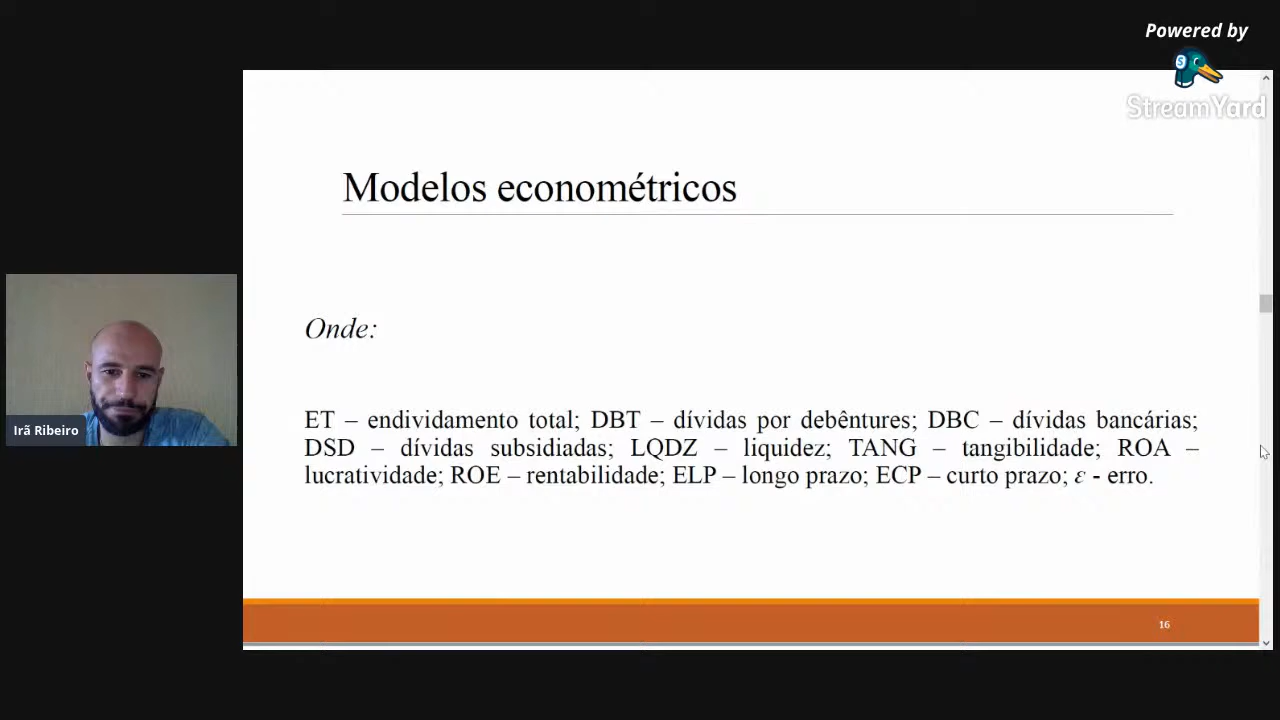 Powered by
StreamYard
Modelos econométricos
Onde:
ET – endividamento total; DBT – dívidas por debêntures; DBC – dívidas bancárias;
DSD – dívidas subsidiadas; LQDZ – liquidez; TANG – tangibilidade; ROA –
lucratividade; ROE – rentabilidade; ELP – longo prazo; ECP – curto prazo; ε - erro.
Irã Ribeiro
16